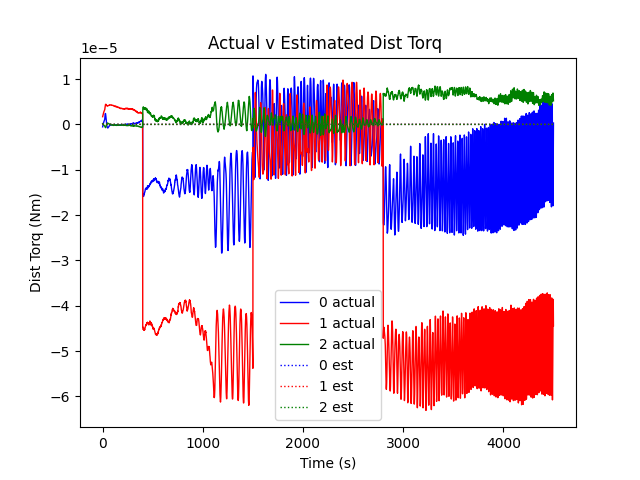 Actual v Estimated Dist Torq
1e−5
1
0
−1
−2
−3
−4
−5
−6
Dist Torq (Nm)
0 actual
1 actual
2 actual
0 est
1 est
2 est
0 1000 2000 3000 4000
Time (s)